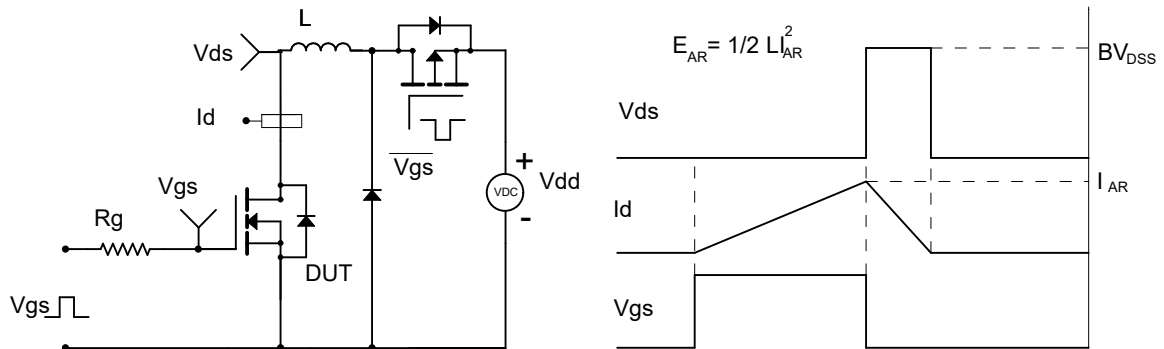 L
Vds
Id
Vgs
Rg
DUT
Vgs
Vgs
+
VDC
Vdd
-
E_AR = 1/2 LI_AR^2
BV_DSS
Vds
I_AR
Id
Vgs